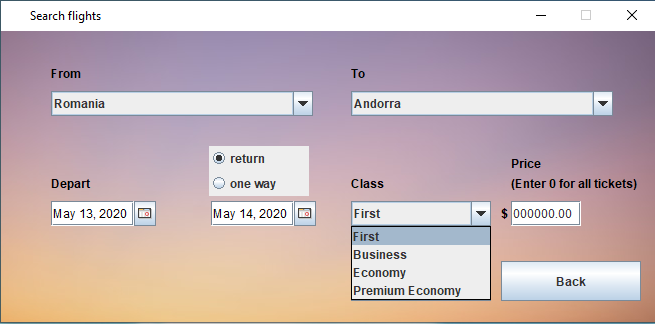 Search flights
From
To
Romania
Andorra
return
one way
Price
Depart
Class
(Enter 0 for all tickets)
May 13, 2020
May 14, 2020
First
$
000000.00
First
Business
Economy
Premium Economy
Back